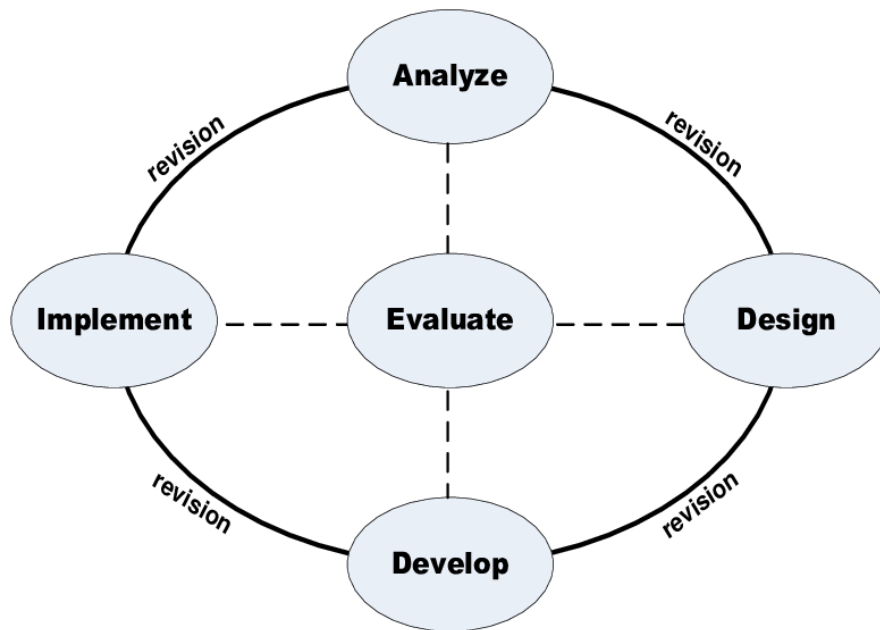 Analyze
revision
revision
Implement
Evaluate
Design
revision
revision
Develop